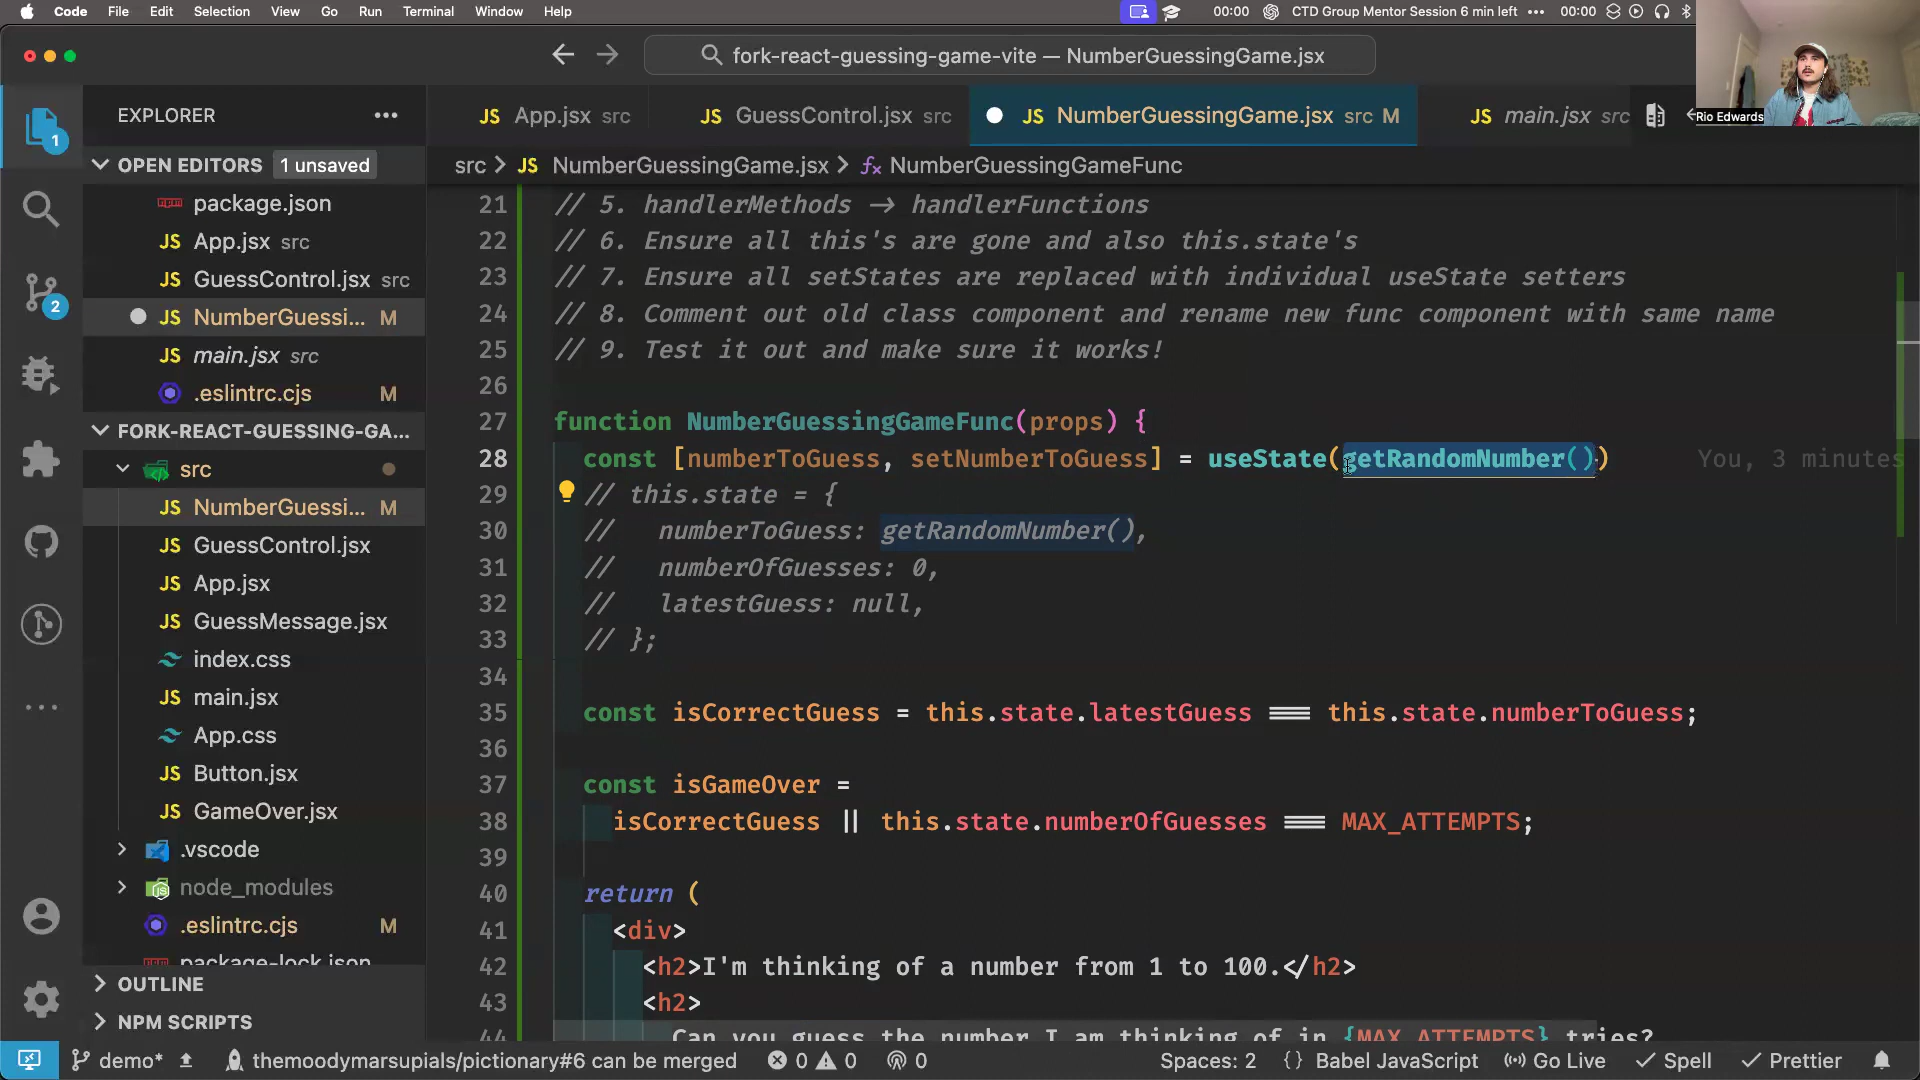 Code File Edit Selection View Go Run Terminal Window Help 00:00 CTD Group Mentor Session 6 min left ••• 00:00
fork-react-guessing-game-vite — NumberGuessingGame.jsx
Rio Edwards
EXPLORER
OPEN EDITORS 1 unsaved
package.json
JS App.jsx src
JS GuessControl.jsx src
JS NumberGuessi... M
JS main.jsx src
.eslintrc.cjs M
FORK-REACT-GUESSING-GA...
src
JS NumberGuessi... M
JS GuessControl.jsx
JS App.jsx
JS GuessMessage.jsx
index.css
JS main.jsx
App.css
JS Button.jsx
JS GameOver.jsx
.vscode
node_modules
.eslintrc.cjs M
package-lock.json
OUTLINE
NPM SCRIPTS
1
2
JS App.jsx src JS GuessControl.jsx src JS NumberGuessingGame.jsx src M JS main.jsx src
src > JS NumberGuessingGame.jsx > NumberGuessingGameFunc
21 // 5. handlerMethods → handlerFunctions
22 // 6. Ensure all this's are gone and also this.state's
23 // 7. Ensure all setStates are replaced with individual useState setters
24 // 8. Comment out old class component and rename new func component with same name
25 // 9. Test it out and make sure it works!
26
27 function NumberGuessingGameFunc(props) {
28 const [numberToGuess, setNumberToGuess] = useState(getRandomNumber()) You, 3 minutes
29 // this.state = {
30 // numberToGuess: getRandomNumber(),
31 // numberOfGuesses: 0,
32 // latestGuess: null,
33 // };
34
35 const isCorrectGuess = this.state.latestGuess === this.state.numberToGuess;
36
37 const isGameOver =
38 isCorrectGuess || this.state.numberOfGuesses === MAX_ATTEMPTS;
39
40 return (
41 <div>
42 <h2>I'm thinking of a number from 1 to 100.</h2>
43 <h2>
44 Can you guess the number I am thinking of in {MAX_ATTEMPTS} tries?
demo* themoodymarsupials/pictionary#6 can be merged 0 0 0 Spaces: 2 {} Babel JavaScript Go Live Spell Prettier